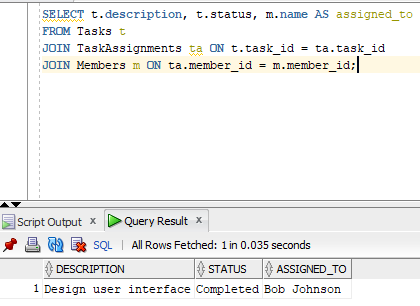 SELECT t.description, t.status, m.name AS assigned_to
FROM Tasks t
JOIN TaskAssignments ta ON t.task_id = ta.task_id
JOIN Members m ON ta.member_id = m.member_id;
Script Output x Query Result x
SQL | All Rows Fetched: 1 in 0.035 seconds
DESCRIPTION STATUS ASSIGNED_TO
1 Design user interface Completed Bob Johnson